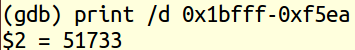 (gdb) print /d 0x1bfff-0xf5ea
$2 = 51733